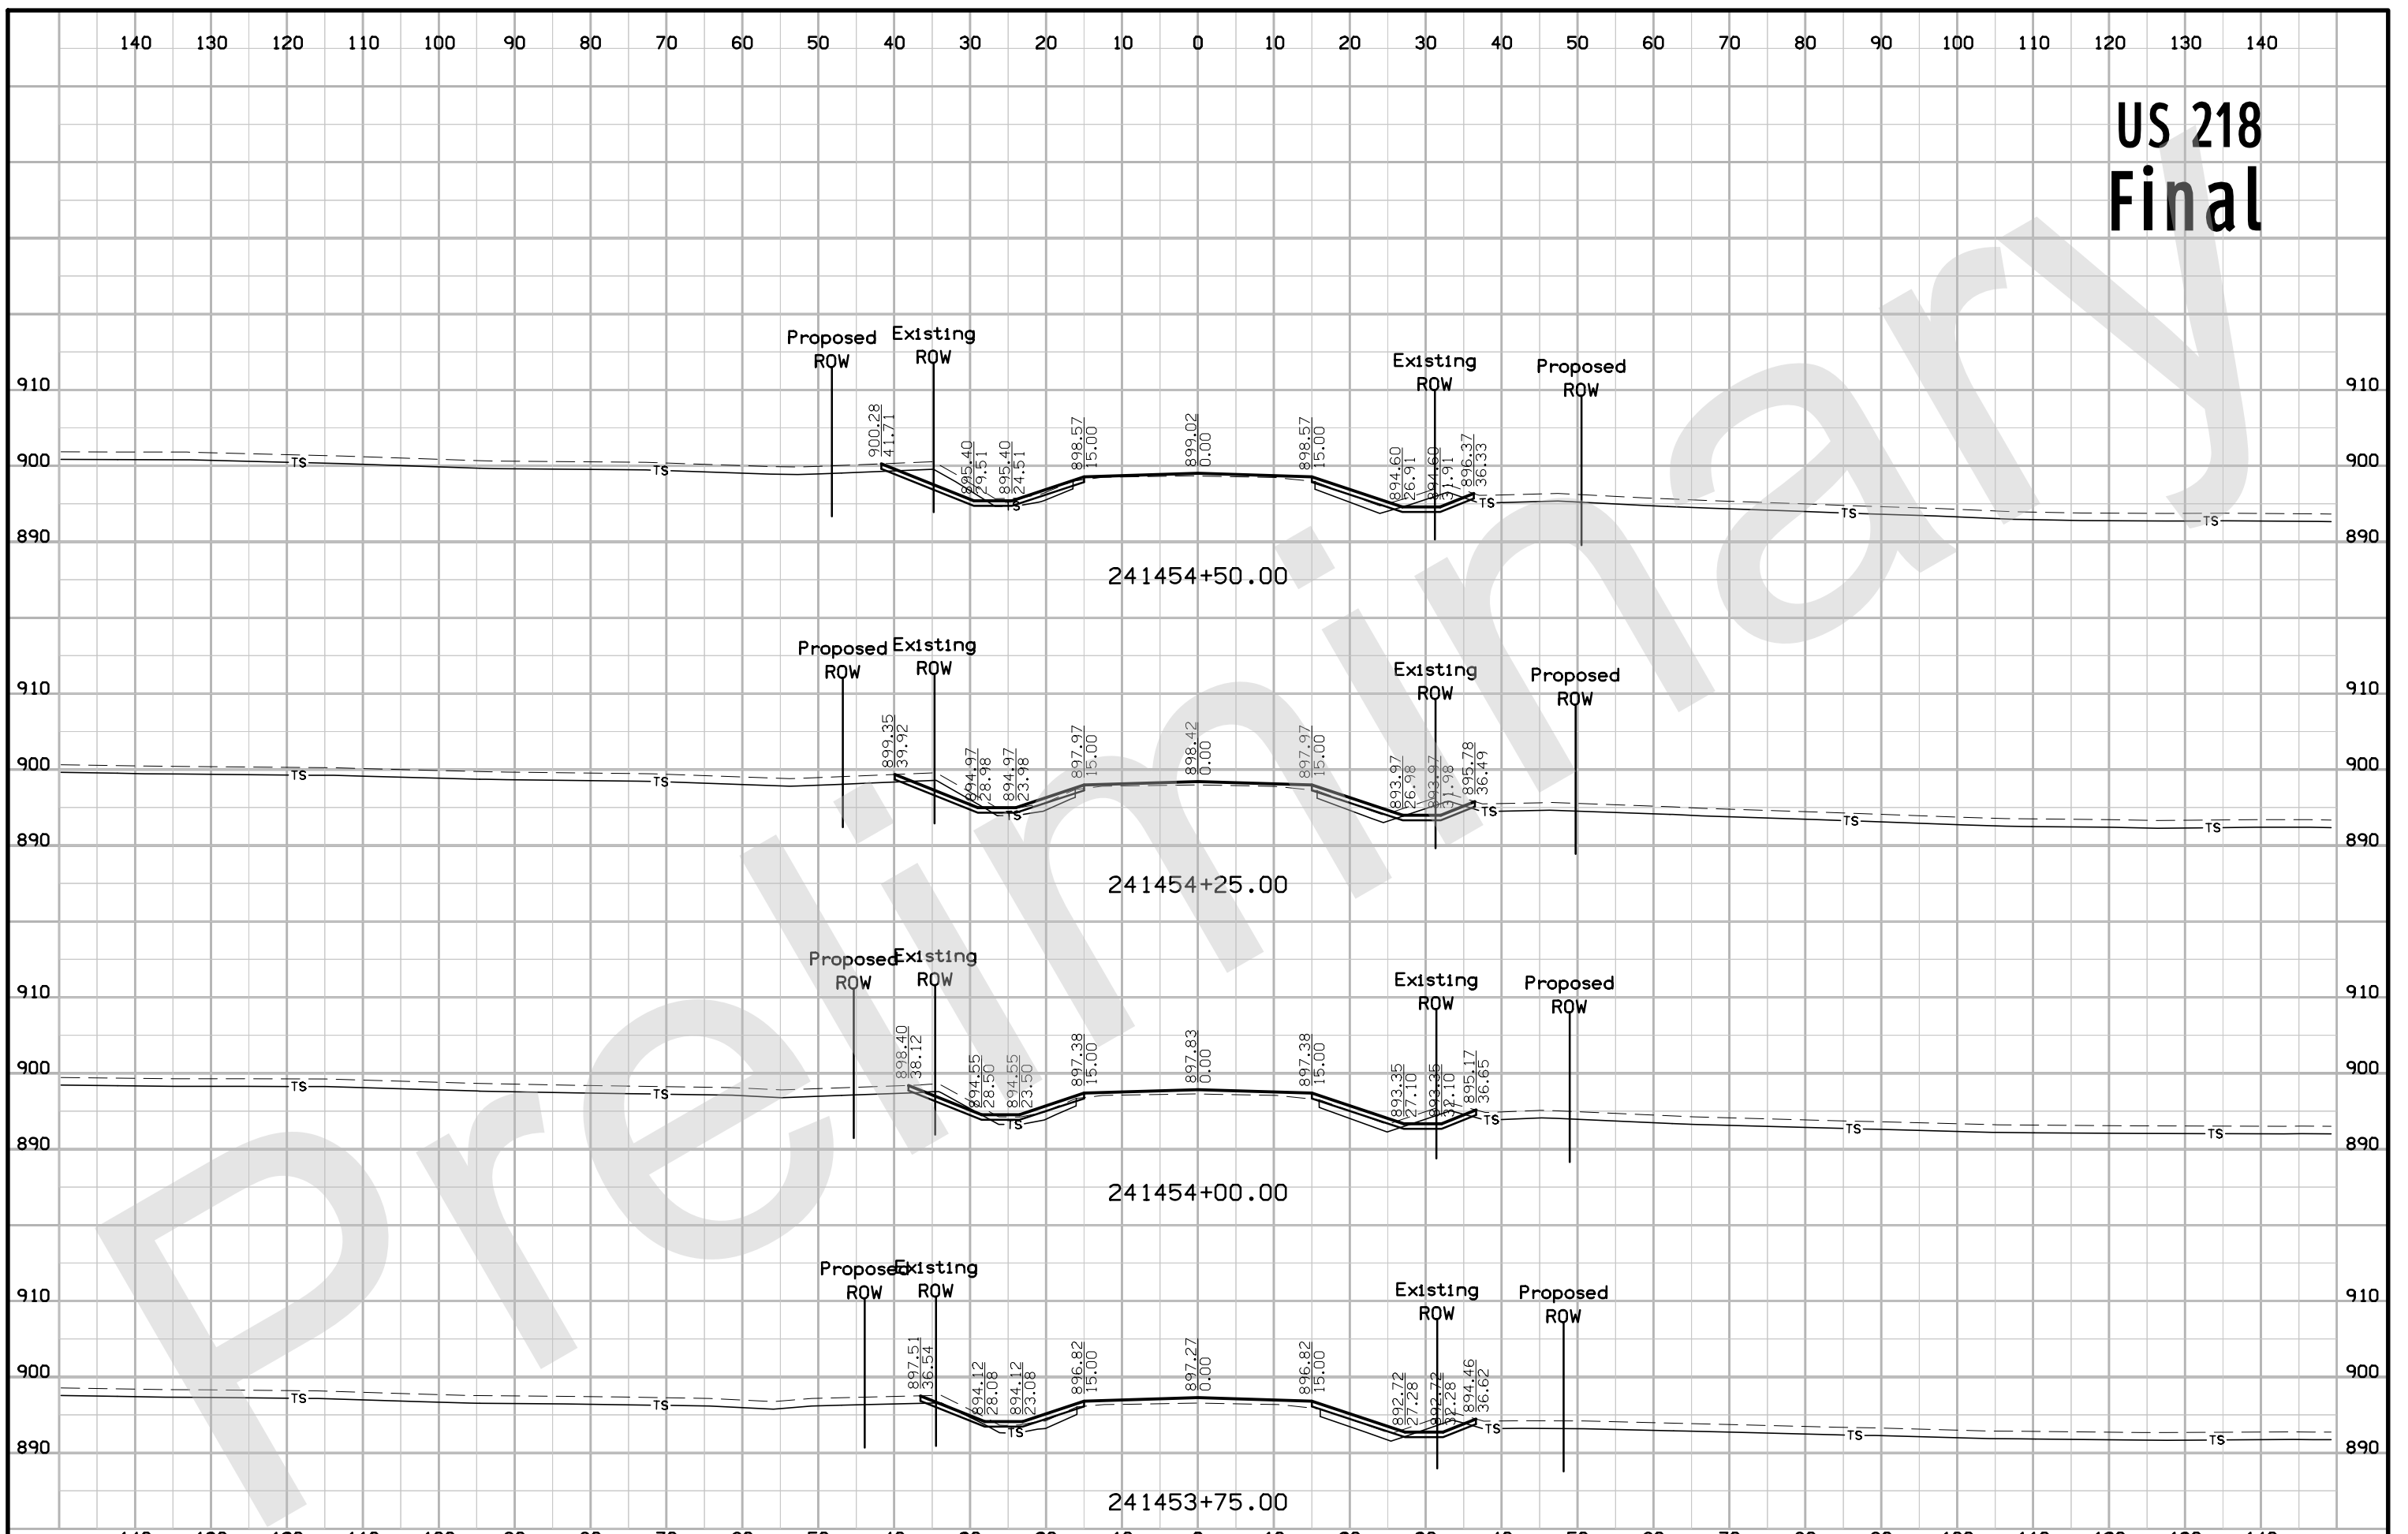 140 130 120 110 100 90 80 70 60 50 40 30 20 10 0 10 20 30 40 50 60 70 80 90 100 110 120 130 140
US 218
Final
Preliminary
Proposed ROW
Existing ROW
Existing ROW
Proposed ROW
910 910
900.28 41.71
895.40 29.51
895.40 24.51
898.57 15.00
899.02 0.00
898.57 15.00
894.60 26.91
894.60 31.91
896.37 36.33
900 TS TS TS TS TS TS 900
890 890
241454+50.00
Proposed ROW
Existing ROW
Existing ROW
Proposed ROW
910 910
899.35 39.92
894.97 28.98
894.97 23.98
897.97 15.00
898.42 0.00
897.97 15.00
893.97 26.98
893.97 31.98
895.78 36.49
900 TS TS TS TS TS TS 900
890 890
241454+25.00
Proposed ROW
Existing ROW
Existing ROW
Proposed ROW
910 910
898.40 38.12
894.55 28.50
894.55 23.50
897.38 15.00
897.83 0.00
897.38 15.00
893.35 27.10
893.35 32.10
895.17 36.65
900 TS TS TS TS TS TS 900
890 890
241454+00.00
Proposed ROW
Existing ROW
Existing ROW
Proposed ROW
910 910
897.51 36.54
894.12 28.08
894.12 23.08
896.82 15.00
897.27 0.00
896.82 15.00
892.72 27.28
892.72 32.28
894.46 36.62
900 TS TS TS TS TS TS 900
890 890
241453+75.00